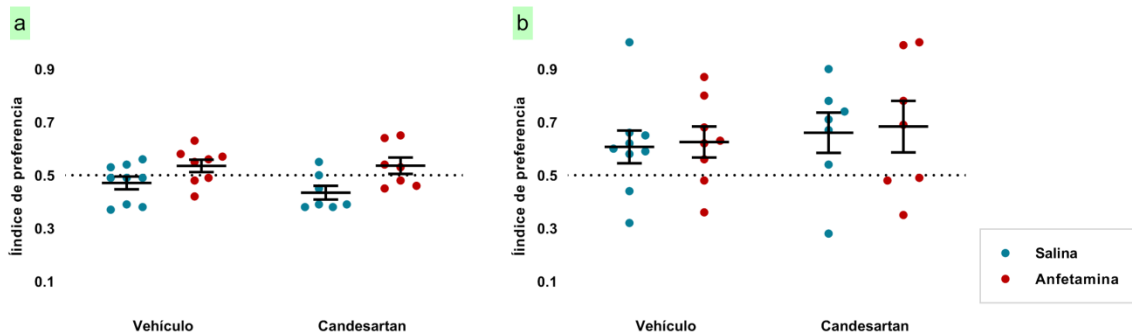 a
Índice de preferencia
0.9
0.7
0.5
0.3
0.1
Vehículo
Candesartan
b
Índice de preferencia
0.9
0.7
0.5
0.3
0.1
Vehículo
Candesartan
Salina
Anfetamina